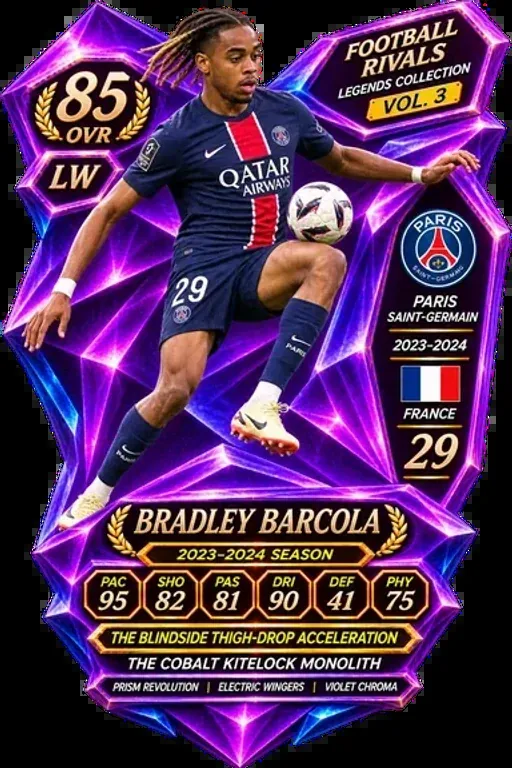 85
OVR
LW
FOOTBALL
RIVALS
LEGENDS COLLECTION
VOL. 3
QATAR
AIRWAYS
29
PARIS
SAINT-GERMAIN
PARIS
SAINT-GERMAIN
2023-2024
FRANCE
29
PARIS
BRADLEY BARCOLA
2023-2024 SEASON
PAC SHO PAS DRI DEF PHY
95 82 81 90 41 75
THE BLINDSIDE THIGH-DROP ACCELERATION
THE COBALT KITELOCK MONOLITH
PRISM REVOLUTION | ELECTRIC WINGERS | VIOLET CHROMA